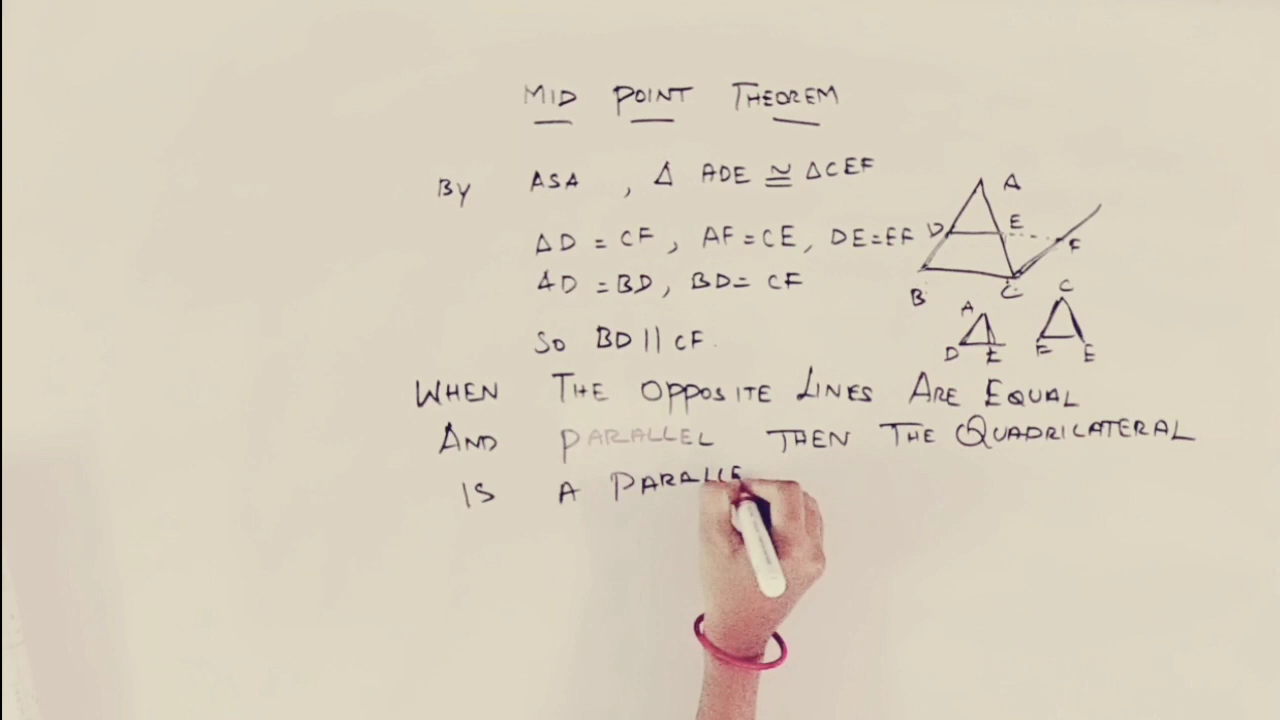 MID POINT THEOREM
By ASA , Δ ADE ≅ ΔCEF
ΔD = CF , AF = CE , DE = EF
AD = BD , BD = CF
SO BD || CF.
WHEN THE OPPOSITE LINES ARE EQUAL
AND PARALLEL THEN THE QUADRILATERAL
IS A PARALLE
A
D E F
B C
A C
D E F E